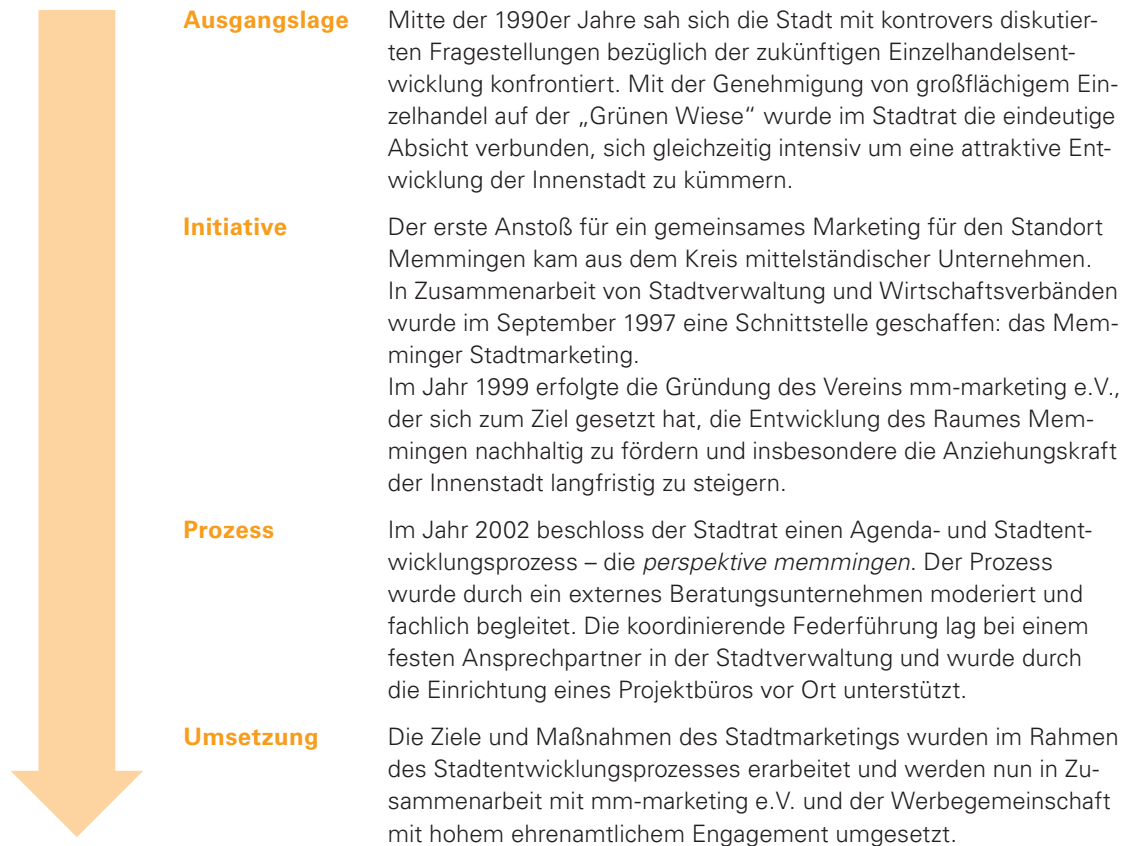 Ausgangslage Mitte der 1990er Jahre sah sich die Stadt mit kontrovers diskutier-
ten Fragestellungen bezüglich der zukünftigen Einzelhandelsent-
wicklung konfrontiert. Mit der Genehmigung von großflächigem Ein-
zelhandel auf der „Grünen Wiese“ wurde im Stadtrat die eindeutige
Absicht verbunden, sich gleichzeitig intensiv um eine attraktive Ent-
wicklung der Innenstadt zu kümmern.
Initiative Der erste Anstoß für ein gemeinsames Marketing für den Standort
Memmingen kam aus dem Kreis mittelständischer Unternehmen.
In Zusammenarbeit von Stadtverwaltung und Wirtschaftsverbänden
wurde im September 1997 eine Schnittstelle geschaffen: das Mem-
minger Stadtmarketing.
Im Jahr 1999 erfolgte die Gründung des Vereins mm-marketing e.V.,
der sich zum Ziel gesetzt hat, die Entwicklung des Raumes Mem-
mingen nachhaltig zu fördern und insbesondere die Anziehungskraft
der Innenstadt langfristig zu steigern.
Prozess Im Jahr 2002 beschloss der Stadtrat einen Agenda- und Stadtent-
wicklungsprozess – die perspektive memmingen. Der Prozess
wurde durch ein externes Beratungsunternehmen moderiert und
fachlich begleitet. Die koordinierende Federführung lag bei einem
festen Ansprechpartner in der Stadtverwaltung und wurde durch
die Einrichtung eines Projektbüros vor Ort unterstützt.
Umsetzung Die Ziele und Maßnahmen des Stadtmarketings wurden im Rahmen
des Stadtentwicklungsprozesses erarbeitet und werden nun in Zu-
sammenarbeit mit mm-marketing e.V. und der Werbegemeinschaft
mit hohem ehrenamtlichem Engagement umgesetzt.